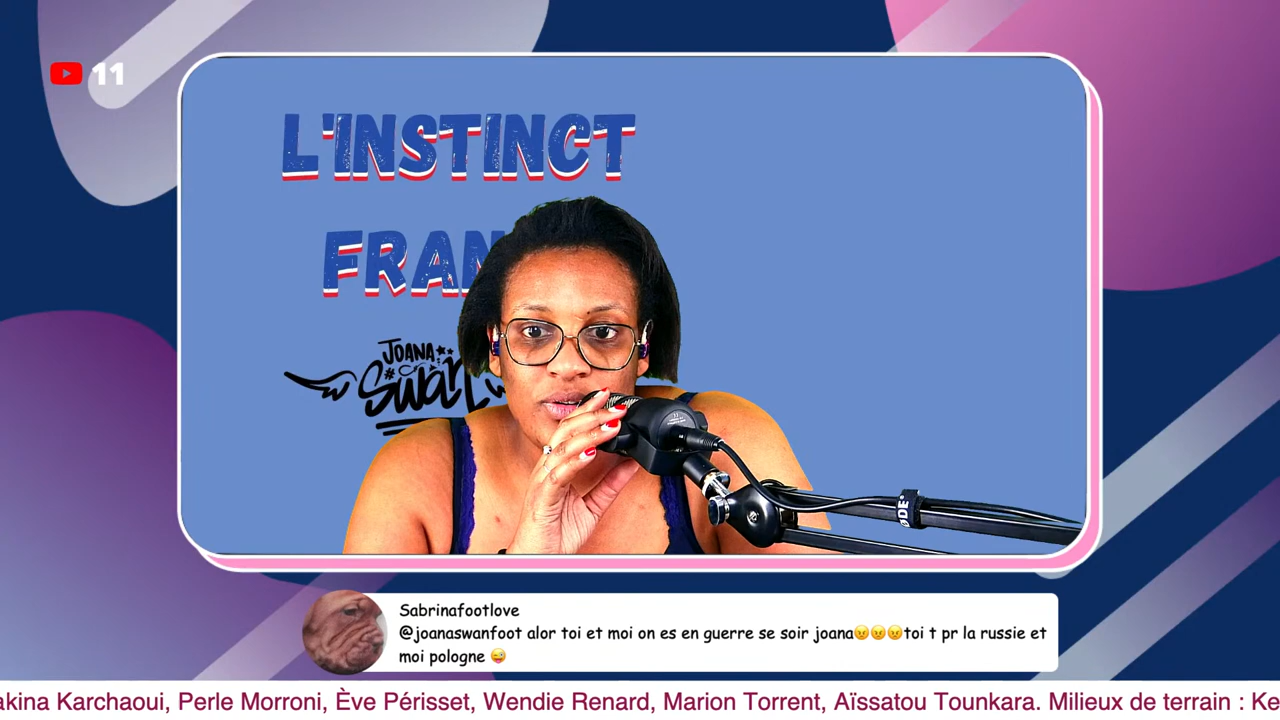 11
L'INSTINCT
FRAN
JOANA
Swan
RØDE®
Sabrinafootlove
@joanaswanfoot alor toi et moi on es en guerre se soir joana😠😠😠toi t pr la russie et
moi pologne 😜
akina Karchaoui, Perle Morroni, Ève Périsset, Wendie Renard, Marion Torrent, Aïssatou Tounkara. Milieux de terrain : Ke